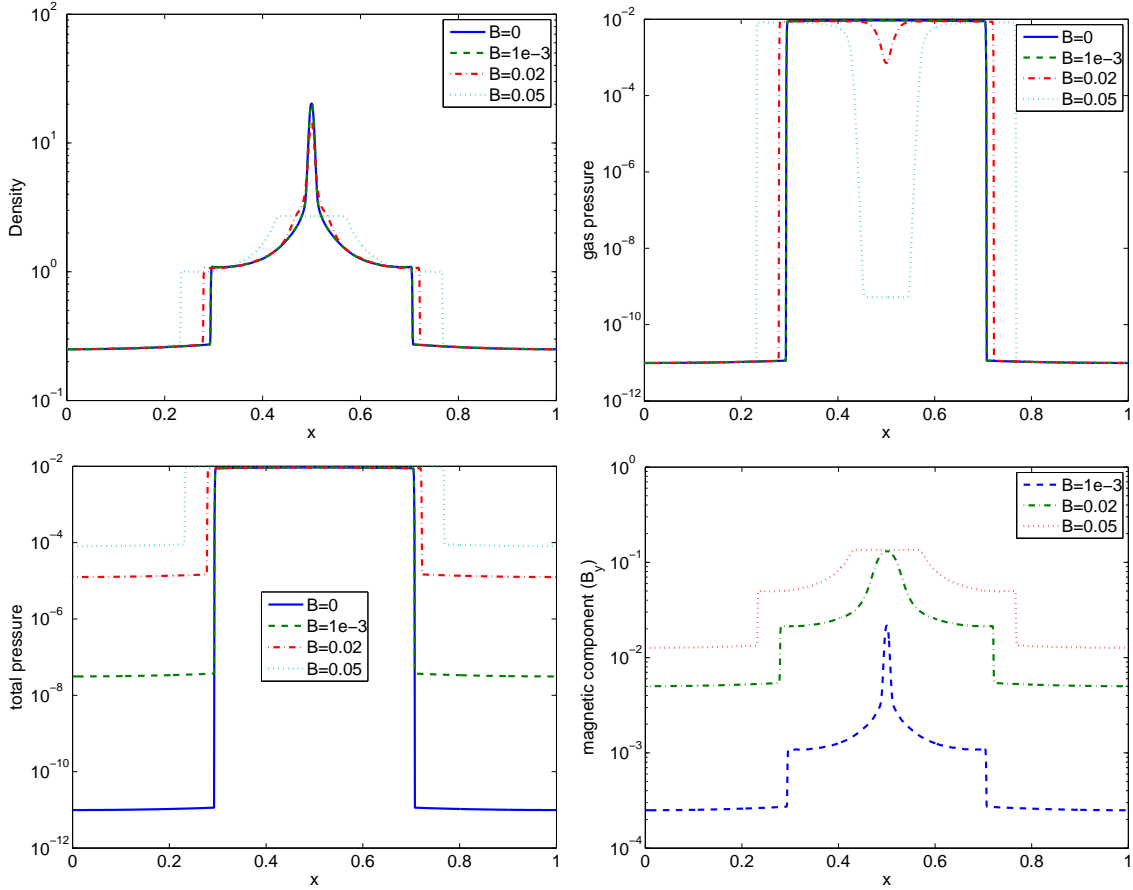 10^2
10^1
10^0
10^-1
Density
0 0.2 0.4 0.6 0.8 1
x
B=0
B=1e-3
B=0.02
B=0.05
10^-2
10^-4
10^-6
10^-8
10^-10
10^-12
gas pressure
0 0.2 0.4 0.6 0.8 1
x
B=0
B=1e-3
B=0.02
B=0.05
10^-2
10^-4
10^-6
10^-8
10^-10
10^-12
total pressure
0 0.2 0.4 0.6 0.8 1
x
B=0
B=1e-3
B=0.02
B=0.05
10^0
10^-1
10^-2
10^-3
10^-4
magnetic component (B_y)
0 0.2 0.4 0.6 0.8 1
x
B=1e-3
B=0.02
B=0.05